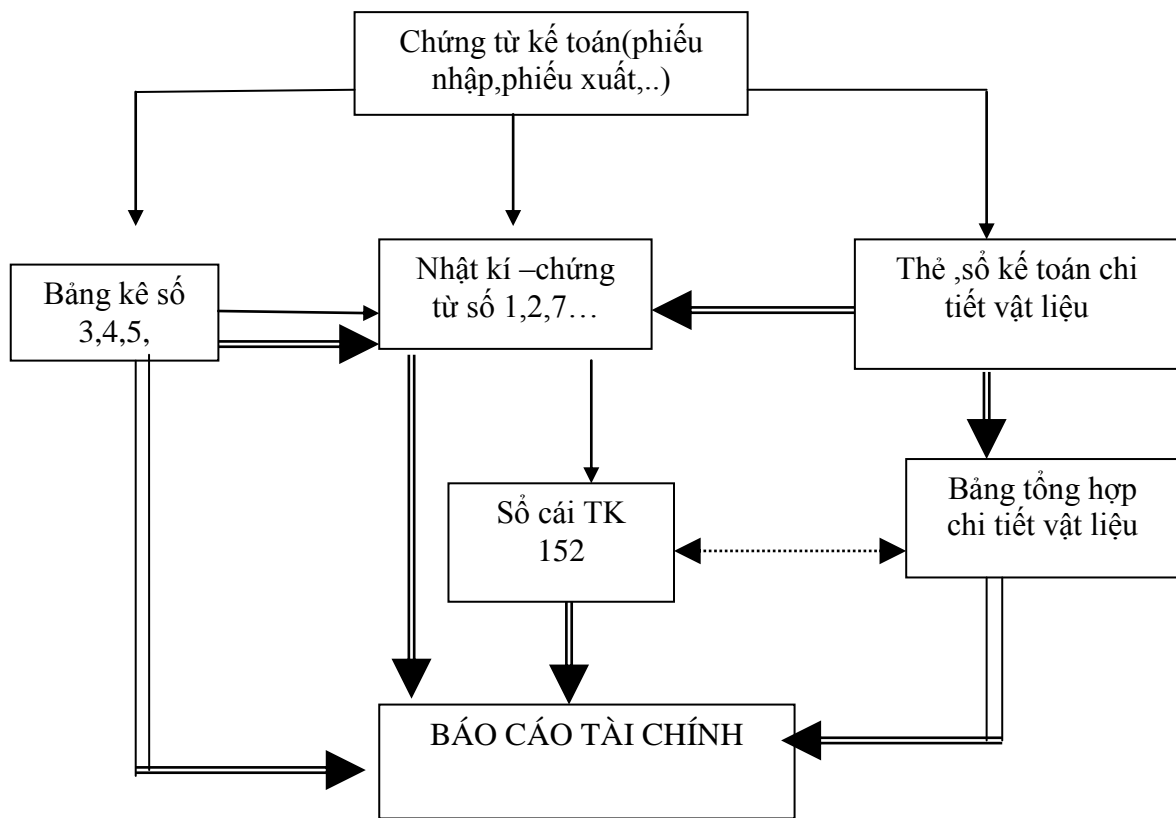 Chứng từ kế toán(phiếu
nhập,phiếu xuất,..)
Bảng kê số
3,4,5,
Nhật kí –chứng
từ số 1,2,7…
Thẻ ,sổ kế toán chi
tiết vật liệu
Sổ cái TK
152
Bảng tổng hợp
chi tiết vật liệu
BÁO CÁO TÀI CHÍNH